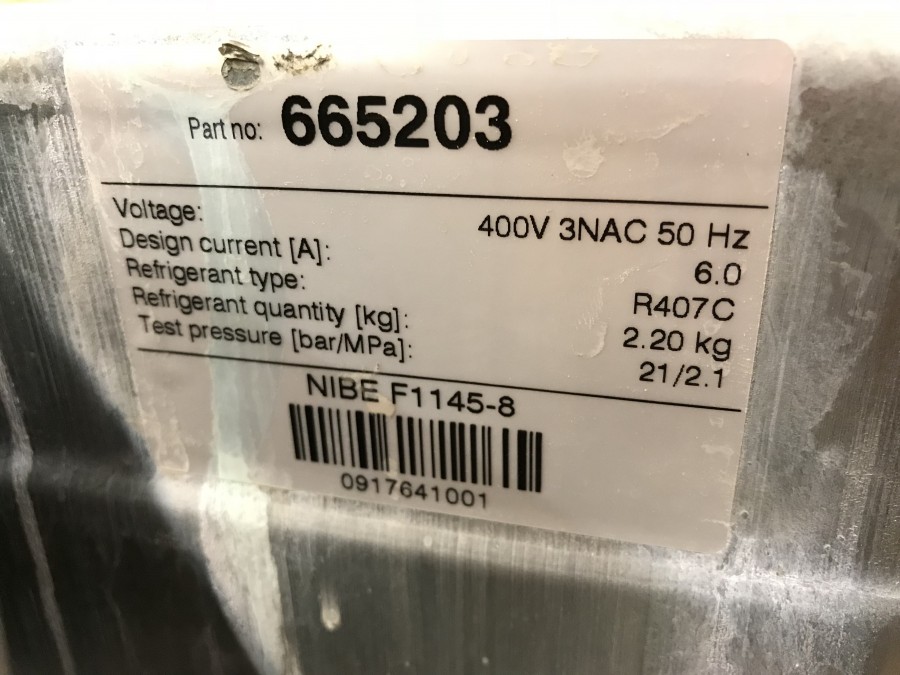 Part no: 665203
Voltage: 400V 3NAC 50 Hz
Design current [A]: 6.0
Refrigerant type: R407C
Refrigerant quantity [kg]: 2.20 kg
Test pressure [bar/MPa]: 21/2.1
NIBE F1145-8
0917641001